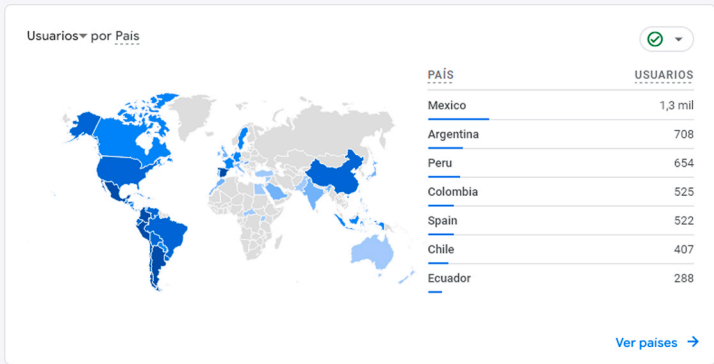 Usuarios por País
PAÍS USUARIOS
Mexico 1,3 mil
Argentina 708
Peru 654
Colombia 525
Spain 522
Chile 407
Ecuador 288
Ver países